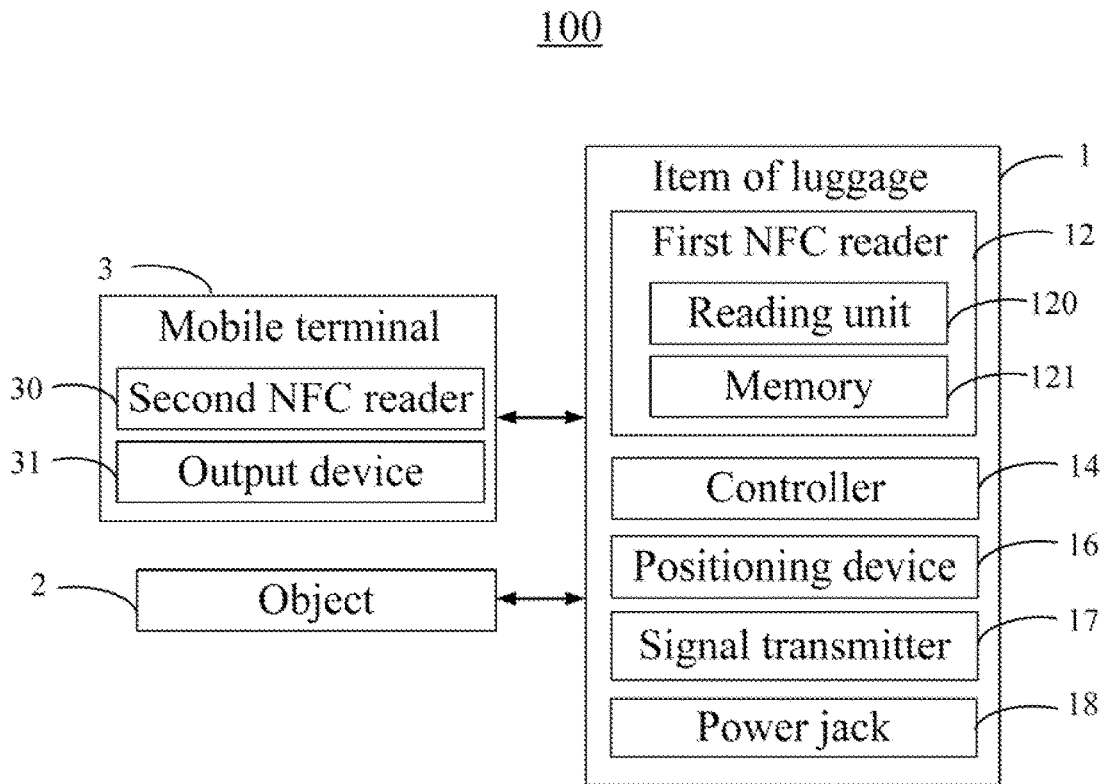 100
1
Item of luggage
First NFC reader
12
Reading unit
120
Memory
121
3
Mobile terminal
30
Second NFC reader
31
Output device
Controller
14
Positioning device
16
2
Object
Signal transmitter
17
Power jack
18